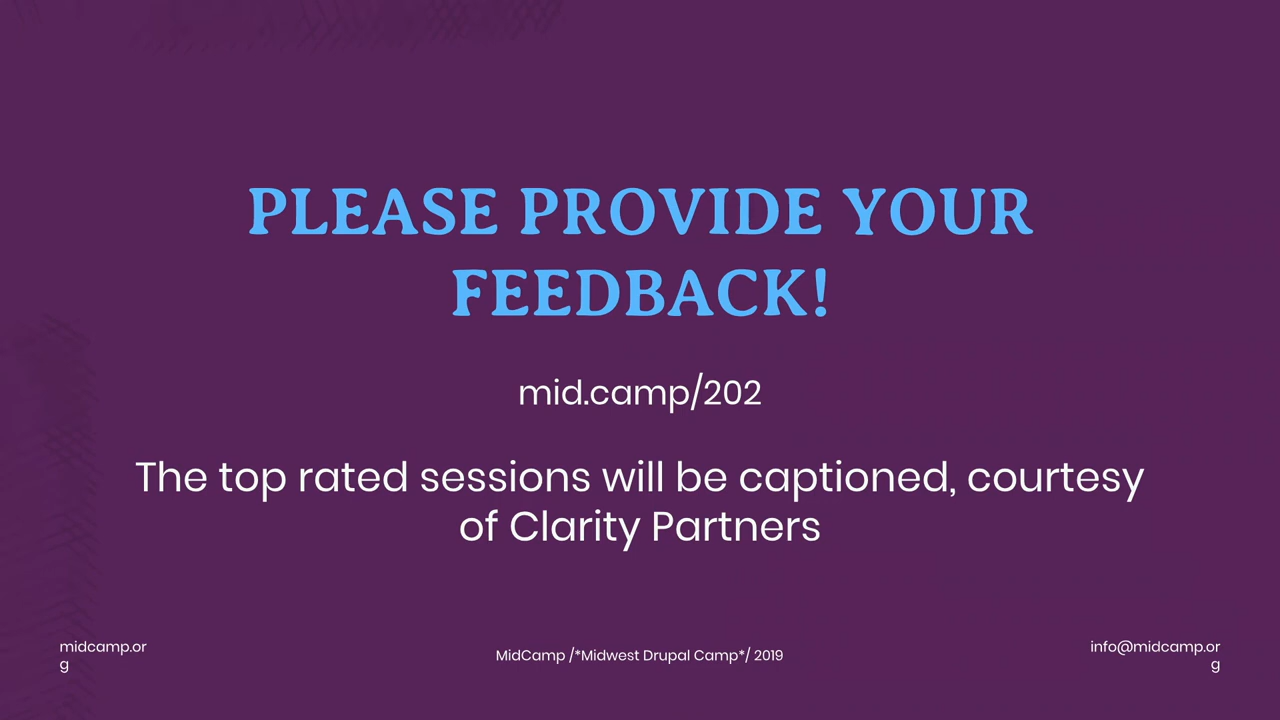 PLEASE PROVIDE YOUR
FEEDBACK!
mid.camp/202
The top rated sessions will be captioned, courtesy
of Clarity Partners
midcamp.or
g
MidCamp /*Midwest Drupal Camp*/ 2019
info@midcamp.or
g